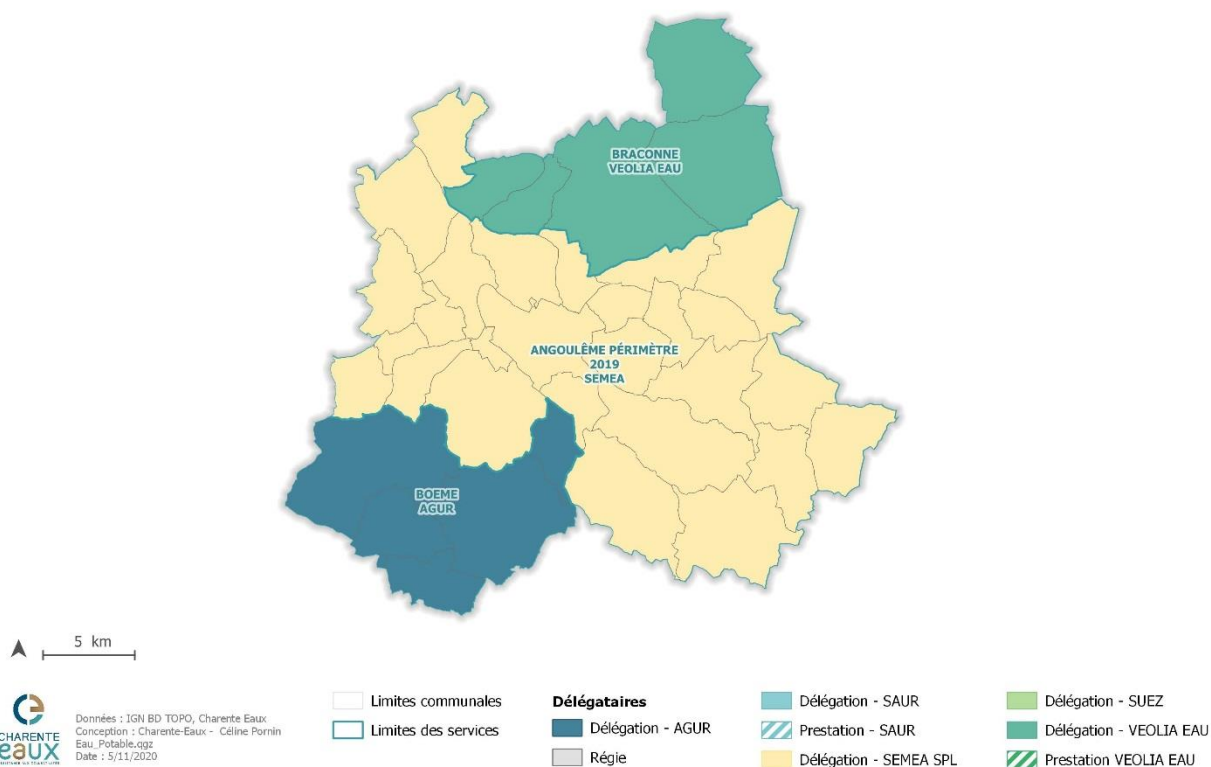 BRACONNE
VEOLIA EAU
ANGOULÊME PÉRIMÈTRE
2019
SEMEA
BOEME
AGUR
5 km
CHARENTE
eaux
Données : IGN BD TOPO, Charente Eaux
Conception : Charente-Eaux - Céline Pornin
Eau_Potable.qgz
Date : 5/11/2020
Limites communales
Limites des services
Délégataires
Délégation - AGUR
Régie
Délégation - SAUR
Prestation - SAUR
Délégation - SEMEA SPL
Délégation - SUEZ
Délégation - VEOLIA EAU
Prestation VEOLIA EAU